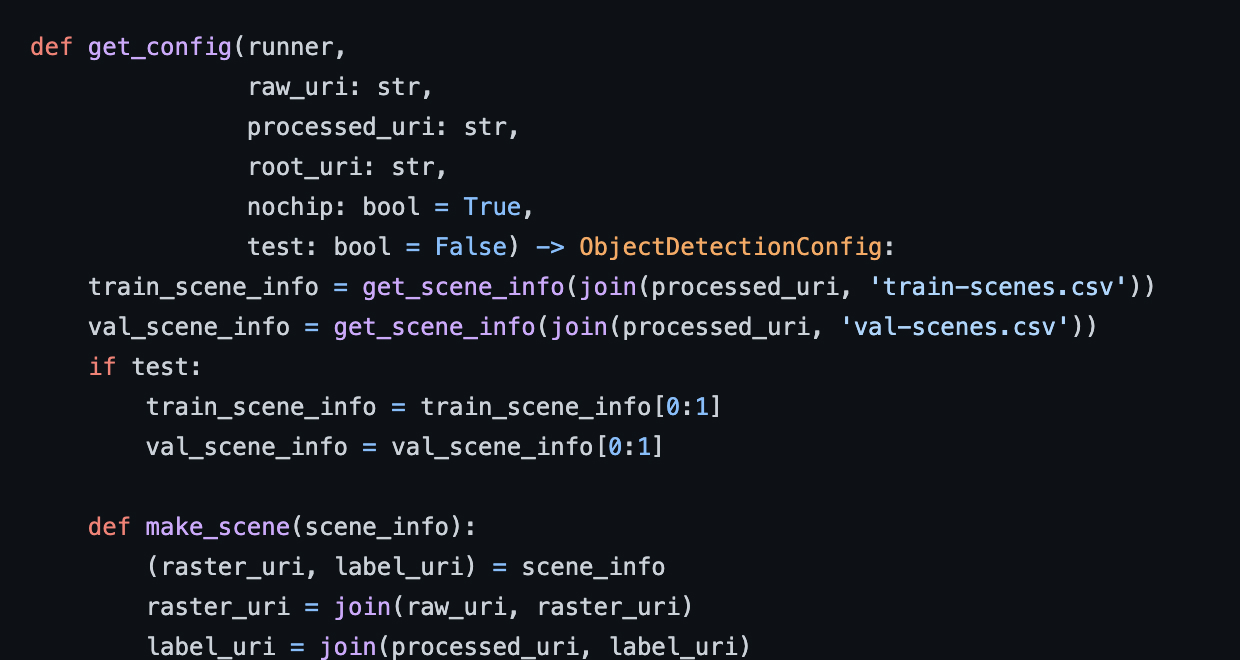 def get_config(runner,
               raw_uri: str,
               processed_uri: str,
               root_uri: str,
               nochip: bool = True,
               test: bool = False) -> ObjectDetectionConfig:
    train_scene_info = get_scene_info(join(processed_uri, 'train-scenes.csv'))
    val_scene_info = get_scene_info(join(processed_uri, 'val-scenes.csv'))
    if test:
        train_scene_info = train_scene_info[0:1]
        val_scene_info = val_scene_info[0:1]

    def make_scene(scene_info):
        (raster_uri, label_uri) = scene_info
        raster_uri = join(raw_uri, raster_uri)
        label_uri = join(processed_uri, label_uri)